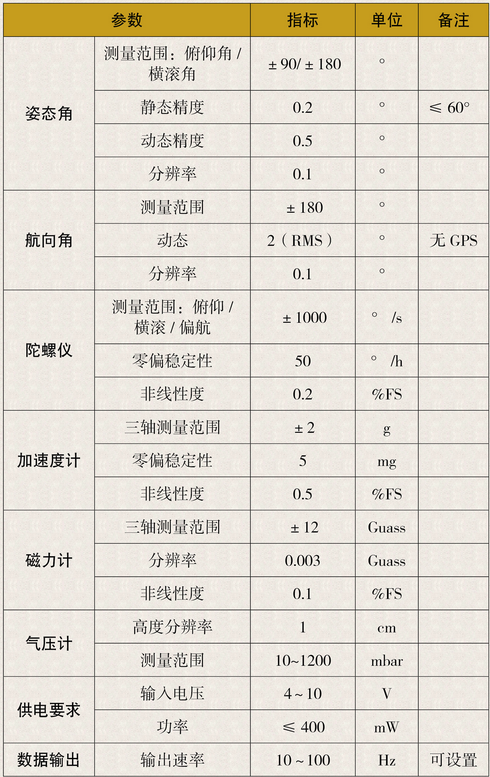 参数 指标 单位 备注
姿态角 测量范围：俯仰角 / 横滚角 ±90/±180 °
静态精度 0.2 ° ≤60°
动态精度 0.5 °
分辨率 0.1 °
航向角 测量范围 ±180 °
动态 2（RMS） ° 无 GPS
分辨率 0.1 °
陀螺仪 测量范围：俯仰 / 横滚 / 偏航 ±1000 ° /s
零偏稳定性 50 ° /h
非线性度 0.2 %FS
加速度计 三轴测量范围 ±2 g
零偏稳定性 5 mg
非线性度 0.5 %FS
磁力计 三轴测量范围 ±12 Guass
分辨率 0.003 Guass
非线性度 0.1 %FS
气压计 高度分辨率 1 cm
测量范围 10~1200 mbar
供电要求 输入电压 4~10 V
功率 ≤400 mW
数据输出 输出速率 10~100 Hz 可设置